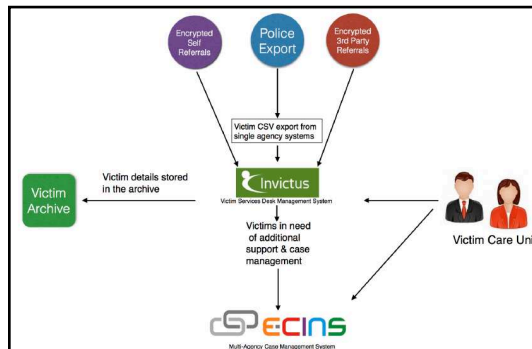 Encrypted
Self
Referrals
Police
Export
Encrypted
3rd Party
Referrals
Victim CSV export from
single agency systems
Victim details stored
in the archive
Victim
Archive
Invictus
Victim Services Desk Management System
Victims in need
of additional
support & case
management
Victim Care Uni
E-CINS
Multi-Agency Case Management System